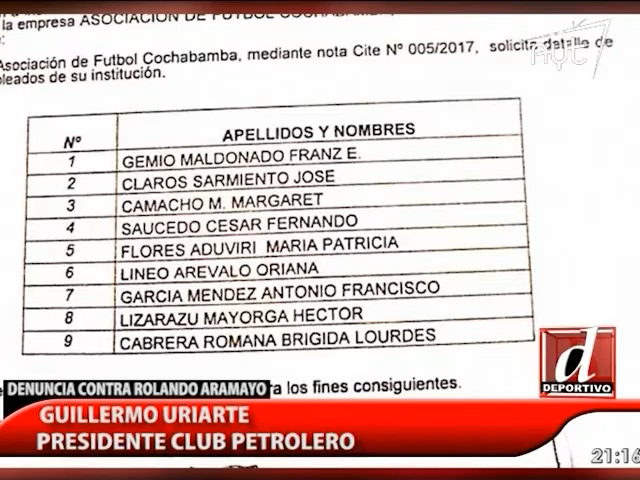 la empresa ASOCIACION DE FUTBOL COCHABAMBA,
Asociación de Futbol Cochabamba, mediante nota Cite Nº 005/2017, solicita detalle de
pleados de su institución.
Nº APELLIDOS Y NOMBRES
1 GEMIO MALDONADO FRANZ E.
2 CLAROS SARMIENTO JOSE
3 CAMACHO M. MARGARET
4 SAUCEDO CESAR FERNANDO
5 FLORES ADUVIRI MARIA PATRICIA
6 LINEO AREVALO ORIANA
7 GARCIA MENDEZ ANTONIO FRANCISCO
8 LIZARAZU MAYORGA HECTOR
9 CABRERA ROMANA BRIGIDA LOURDES
d
DEPORTIVO
DENUNCIA CONTRA ROLANDO ARAMAYO
ra los fines consiguientes.
GUILLERMO URIARTE
PRESIDENTE CLUB PETROLERO
21:16